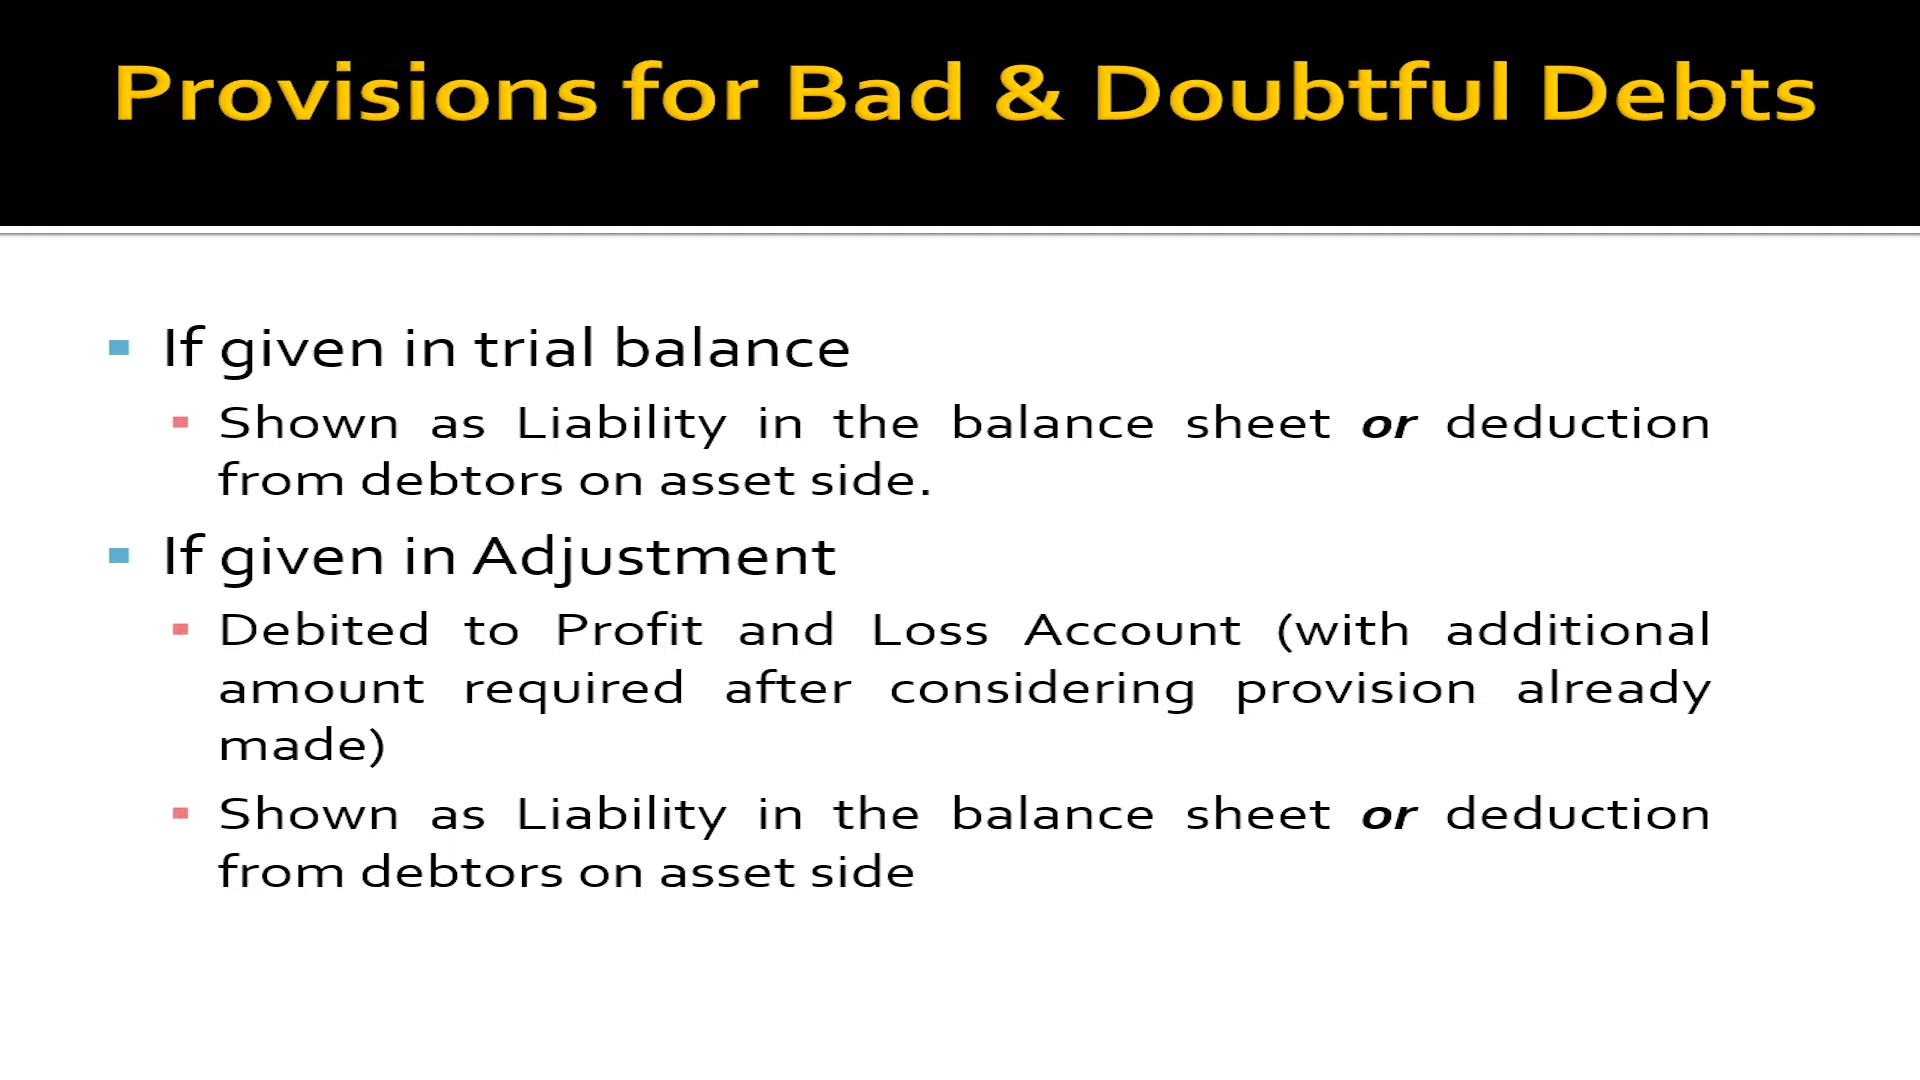 Provisions for Bad & Doubtful Debts
If given in trial balance
Shown as Liability in the balance sheet or deduction
from debtors on asset side.
If given in Adjustment
Debited to Profit and Loss Account (with additional
amount required after considering provision already
made)
Shown as Liability in the balance sheet or deduction
from debtors on asset side